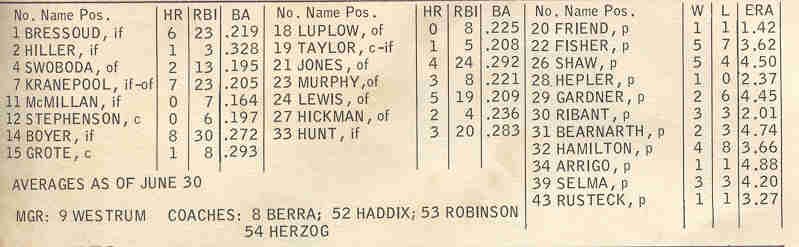 No. Name Pos. HR RBI BA
1 BRESSOUD, if 6 23 .219
2 HILLER, if 1 3 .328
4 SWOBODA, of 2 13 .195
7 KRANEPOOL, if-of 7 23 .205
11 McMILLAN, if 0 7 .164
12 STEPHENSON, c 0 6 .197
14 BOYER, if 8 30 .272
15 GROTE, c 1 8 .293
No. Name Pos. HR RBI BA
18 LUPLOW, of 0 8 .225
19 TAYLOR, c-if 1 5 .208
21 JONES, of 4 24 .292
23 MURPHY, of 3 8 .221
24 LEWIS, of 5 19 .209
27 HICKMAN, of 2 4 .236
33 HUNT, if 3 20 .283
No. Name Pos. W L ERA
20 FRIEND, p 1 1 1.42
22 FISHER, p 5 7 3.62
26 SHAW, p 5 4 4.50
28 HEPLER, p 1 0 2.37
29 GARDNER, p 2 6 4.45
30 RIBANT, p 3 3 2.01
31 BEARNARTH, p 2 3 4.74
32 HAMILTON, p 4 8 3.66
34 ARRIGO, p 1 1 4.88
39 SELMA, p 3 3 4.20
43 RUSTECK, p 1 1 3.27
AVERAGES AS OF JUNE 30
MGR: 9 WESTRUM COACHES: 8 BERRA; 52 HADDIX; 53 ROBINSON
54 HERZOG